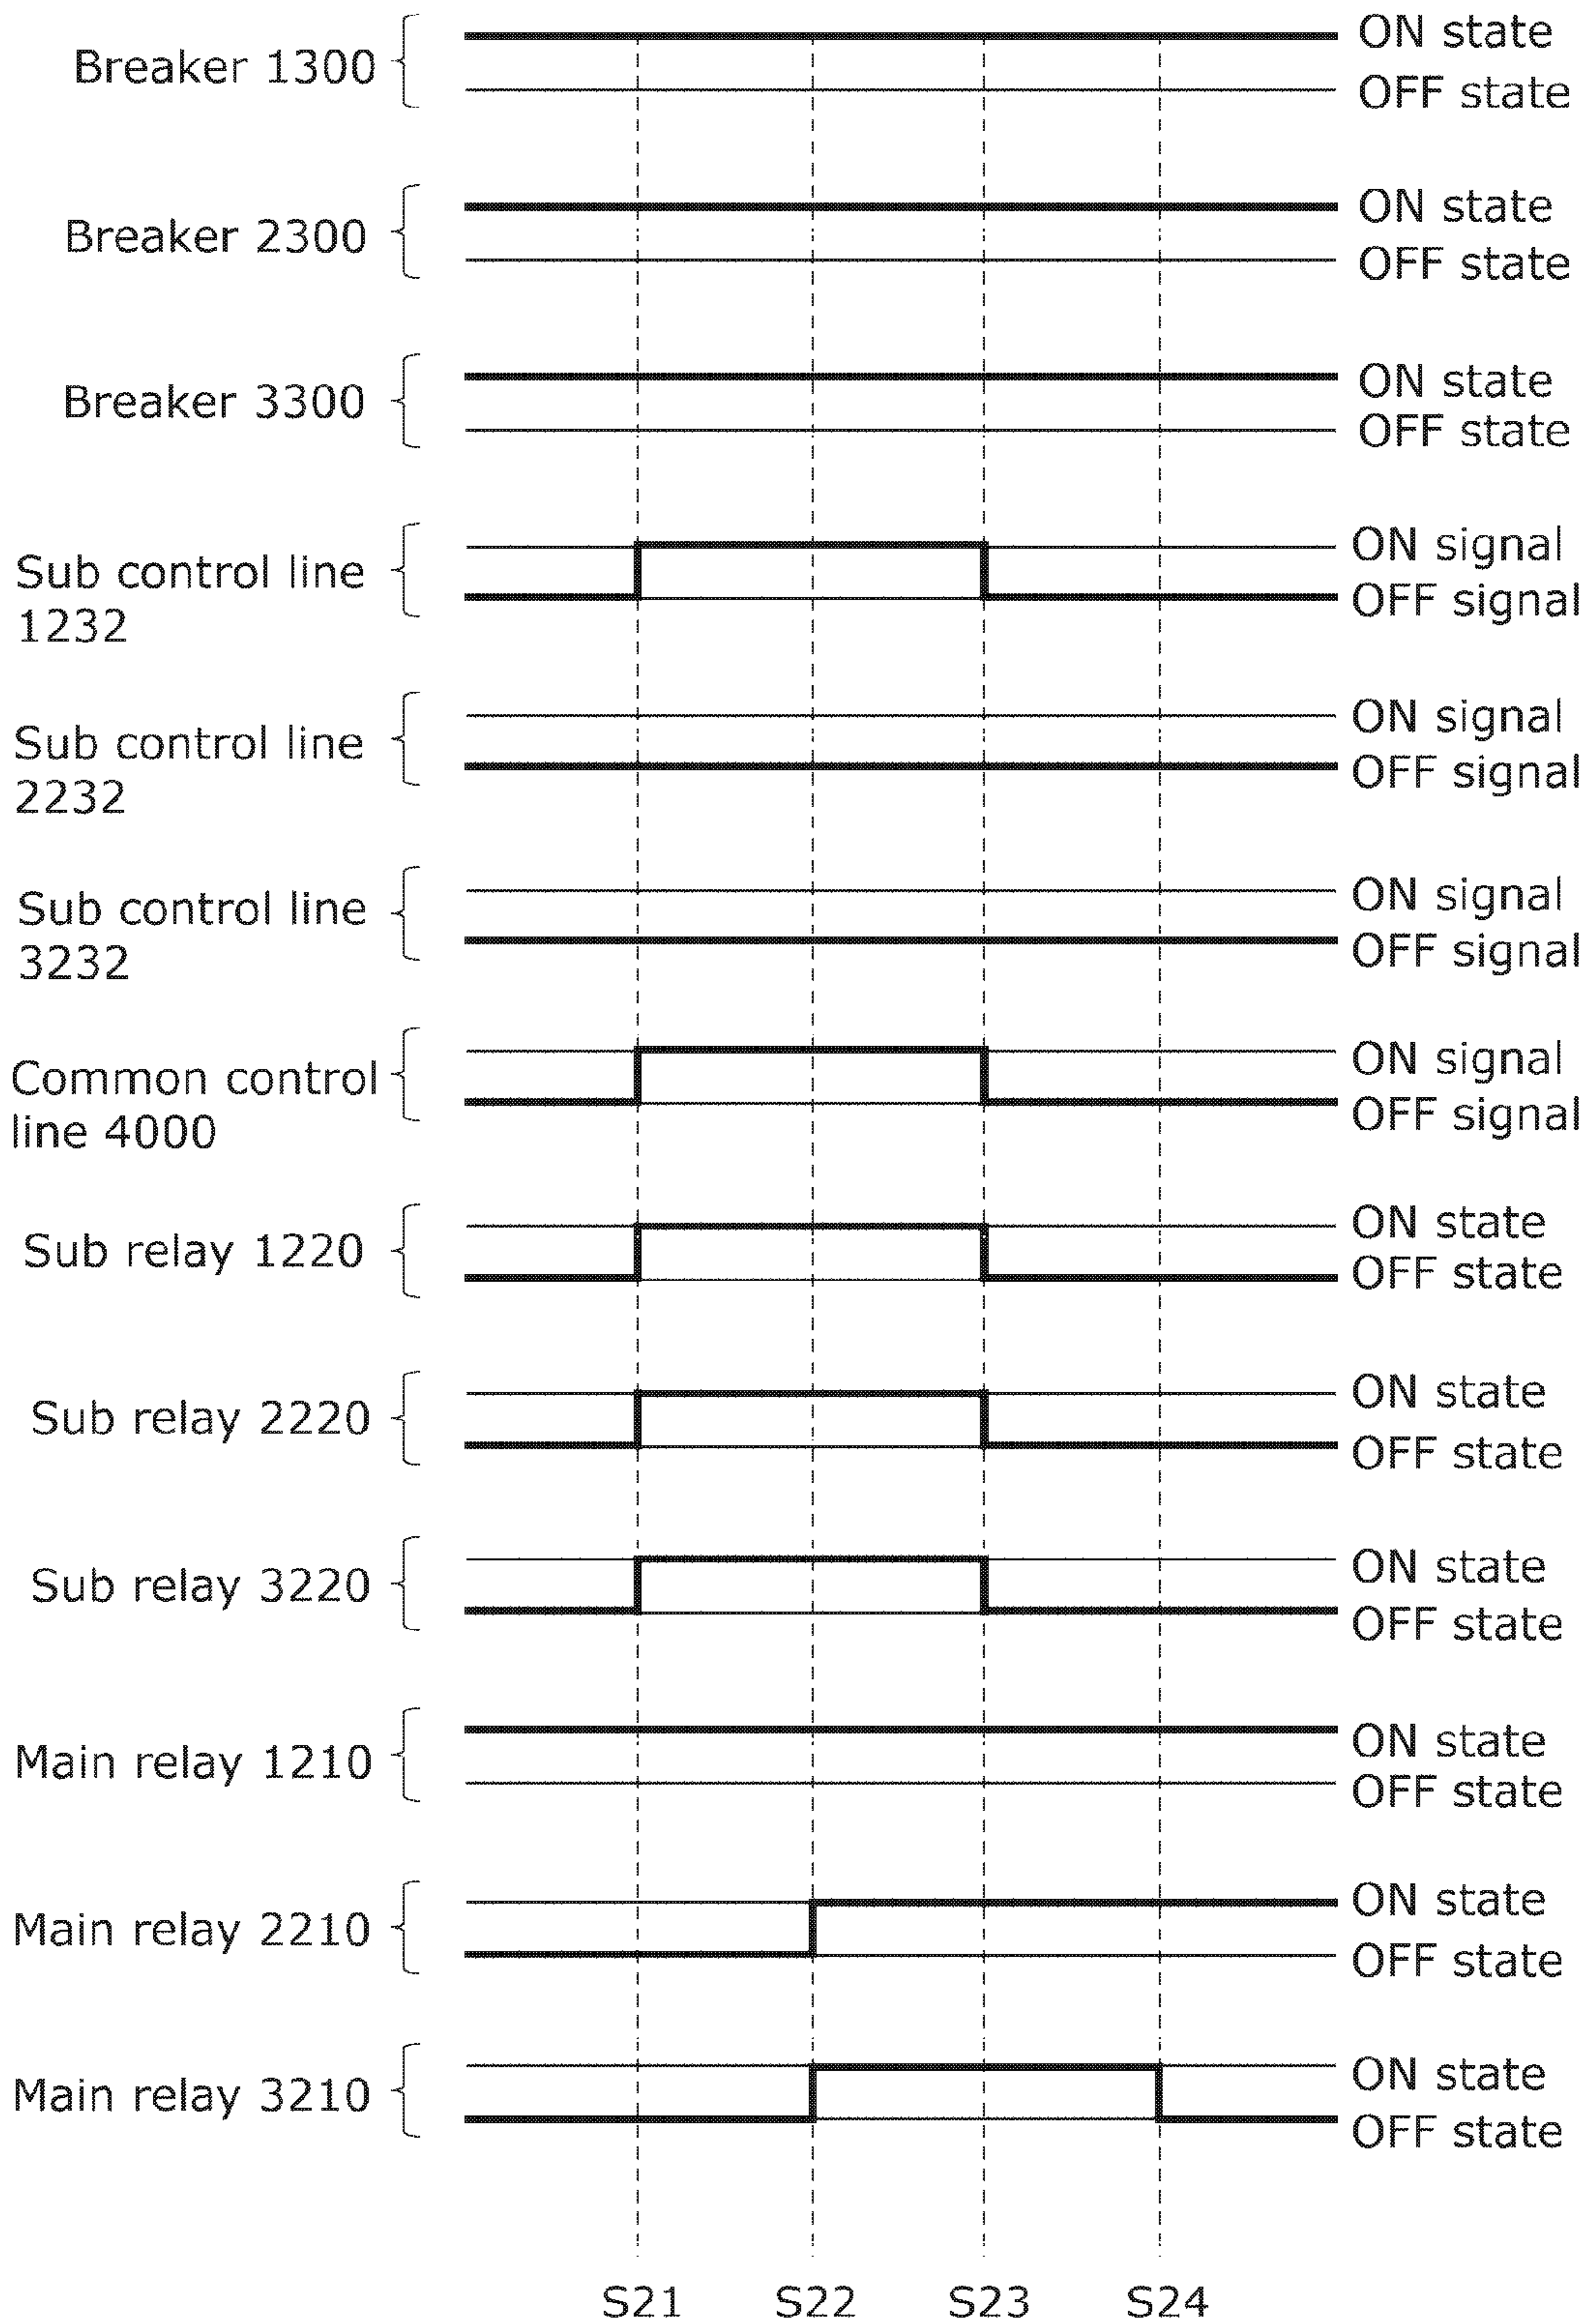 Breaker 1300
ON state
OFF state
Breaker 2300
ON state
OFF state
Breaker 3300
ON state
OFF state
Sub control line
1232
ON signal
OFF signal
Sub control line
2232
ON signal
OFF signal
Sub control line
3232
ON signal
OFF signal
Common control
line 4000
ON signal
OFF signal
Sub relay 1220
ON state
OFF state
Sub relay 2220
ON state
OFF state
Sub relay 3220
ON state
OFF state
Main relay 1210
ON state
OFF state
Main relay 2210
ON state
OFF state
Main relay 3210
ON state
OFF state
S21 S22 S23 S24